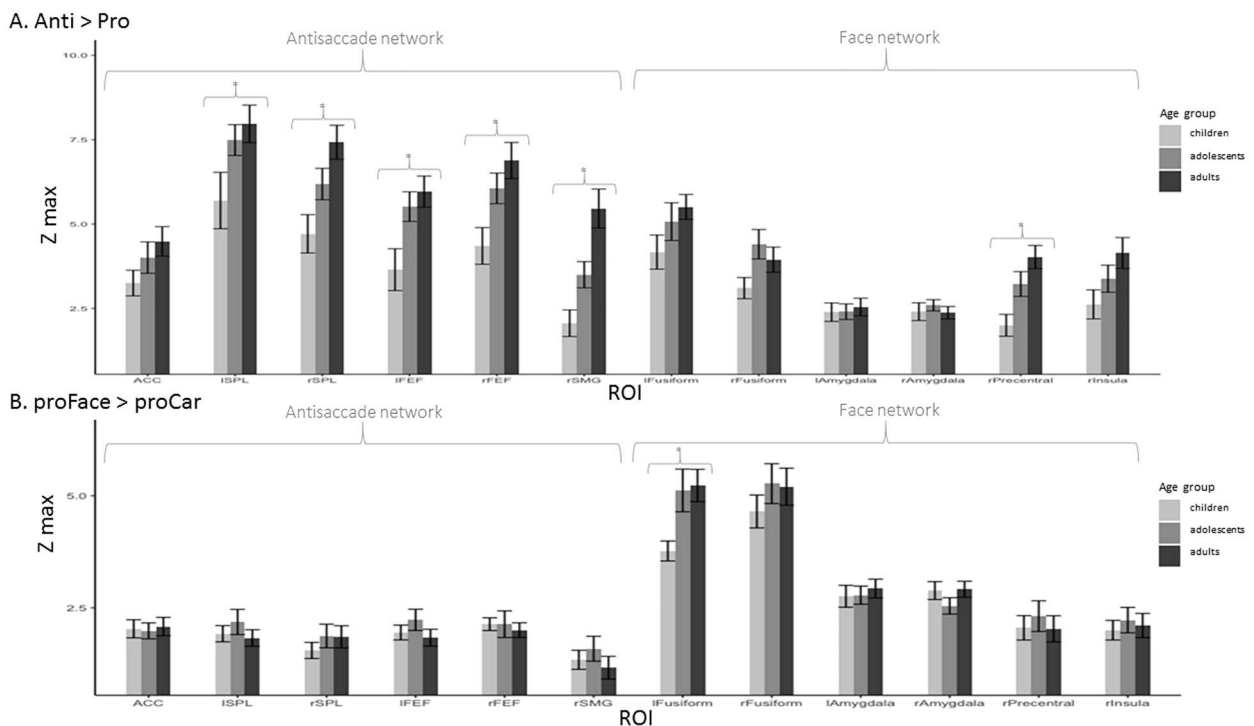 A. Anti > Pro
Antisaccade network
Face network
10.0
7.5
5.0
2.5
Z max
Age group
children
adolescents
adults
ACC lSPL rSPL lFEF rFEF rSMG lFusiform rFusiform lAmygdala rAmygdala rPrecentral rInsula
ROI
B. proFace > proCar
Antisaccade network
Face network
5.0
2.5
Z max
Age group
children
adolescents
adults
ACC lSPL rSPL lFEF rFEF rSMG lFusiform rFusiform lAmygdala rAmygdala rPrecentral rInsula
ROI